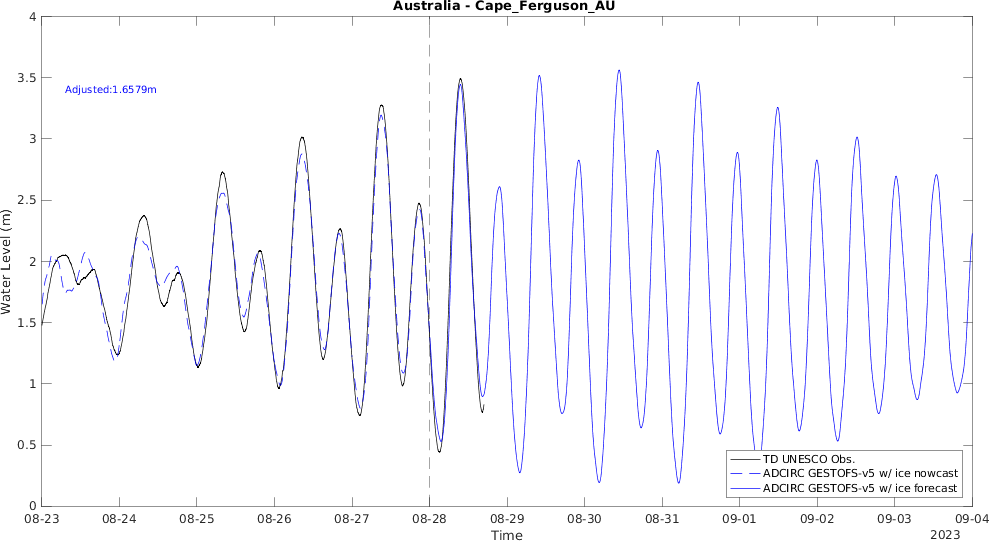 Australia - Cape_Ferguson_AU
4
3.5
Adjusted:1.6579m
3
2.5
Water Level (m)
2
1.5
1
0.5
0
TD UNESCO Obs.
ADCIRC GESTOFS-v5 w/ ice nowcast
ADCIRC GESTOFS-v5 w/ ice forecast
08-23 08-24 08-25 08-26 08-27 08-28 08-29 08-30 08-31 09-01 09-02 09-03 09-04
Time
2023